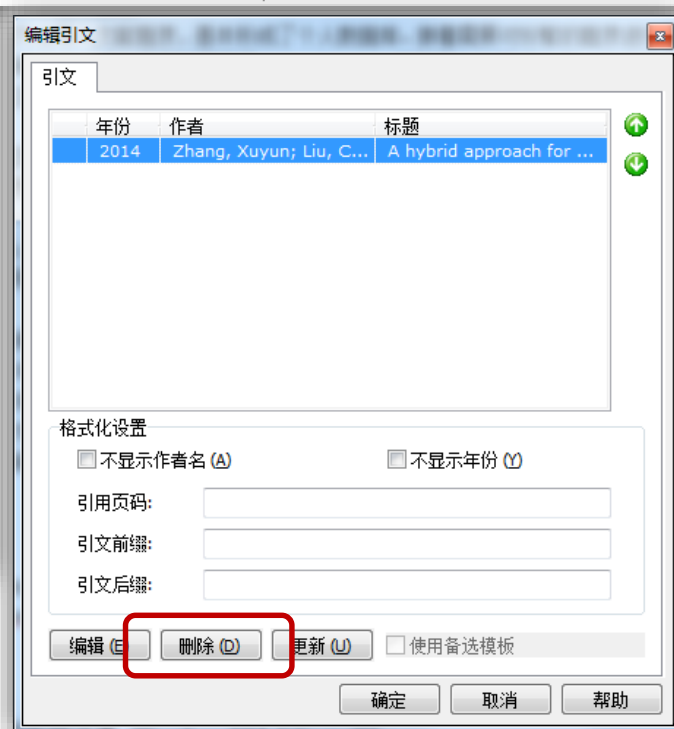 编辑引文
引文
年份 作者 标题
2014 Zhang, Xuyun; Liu, C... A hybrid approach for ...
格式化设置
不显示作者名 (A) 不显示年份 (Y)
引用页码:
引文前缀:
引文后缀:
编辑 (E) 删除 (D) 更新 (U) 使用备选模板
确定 取消 帮助